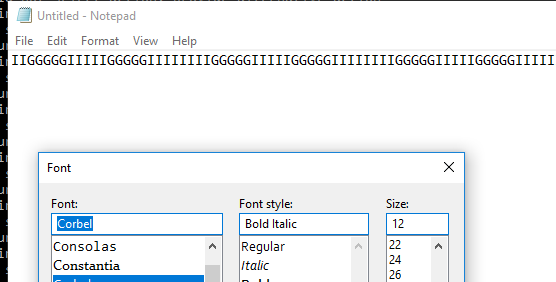 Untitled - Notepad
File Edit Format View Help
IIGGGGGIIIIIGGGGGIIIIIIIIGGGGGIIIIIGGGGGIIIIIIIIGGGGGIIIIIGGGGGIIIII
Font
Font: Font style: Size:
Corbel Bold Italic 12
Consolas Regular 22
Constantia Italic 24
26